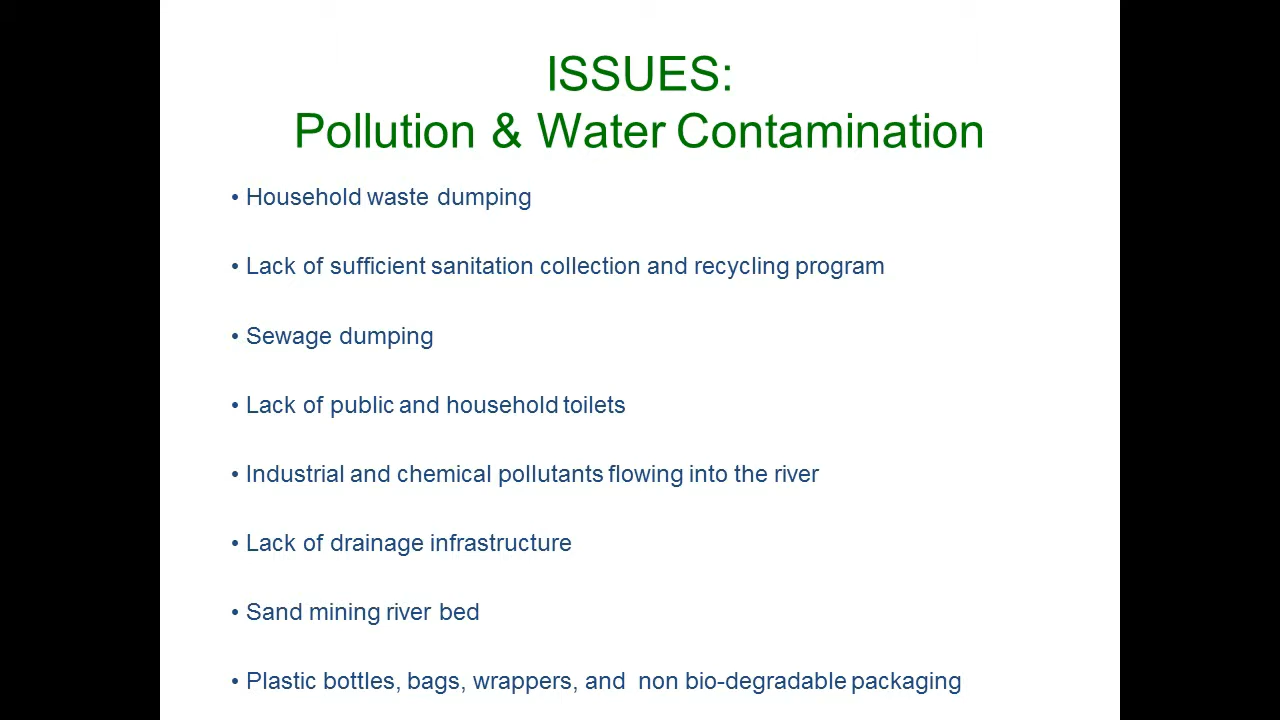 ISSUES:
Pollution & Water Contamination
• Household waste dumping
• Lack of sufficient sanitation collection and recycling program
• Sewage dumping
• Lack of public and household toilets
• Industrial and chemical pollutants flowing into the river
• Lack of drainage infrastructure
• Sand mining river bed
• Plastic bottles, bags, wrappers, and  non bio-degradable packaging